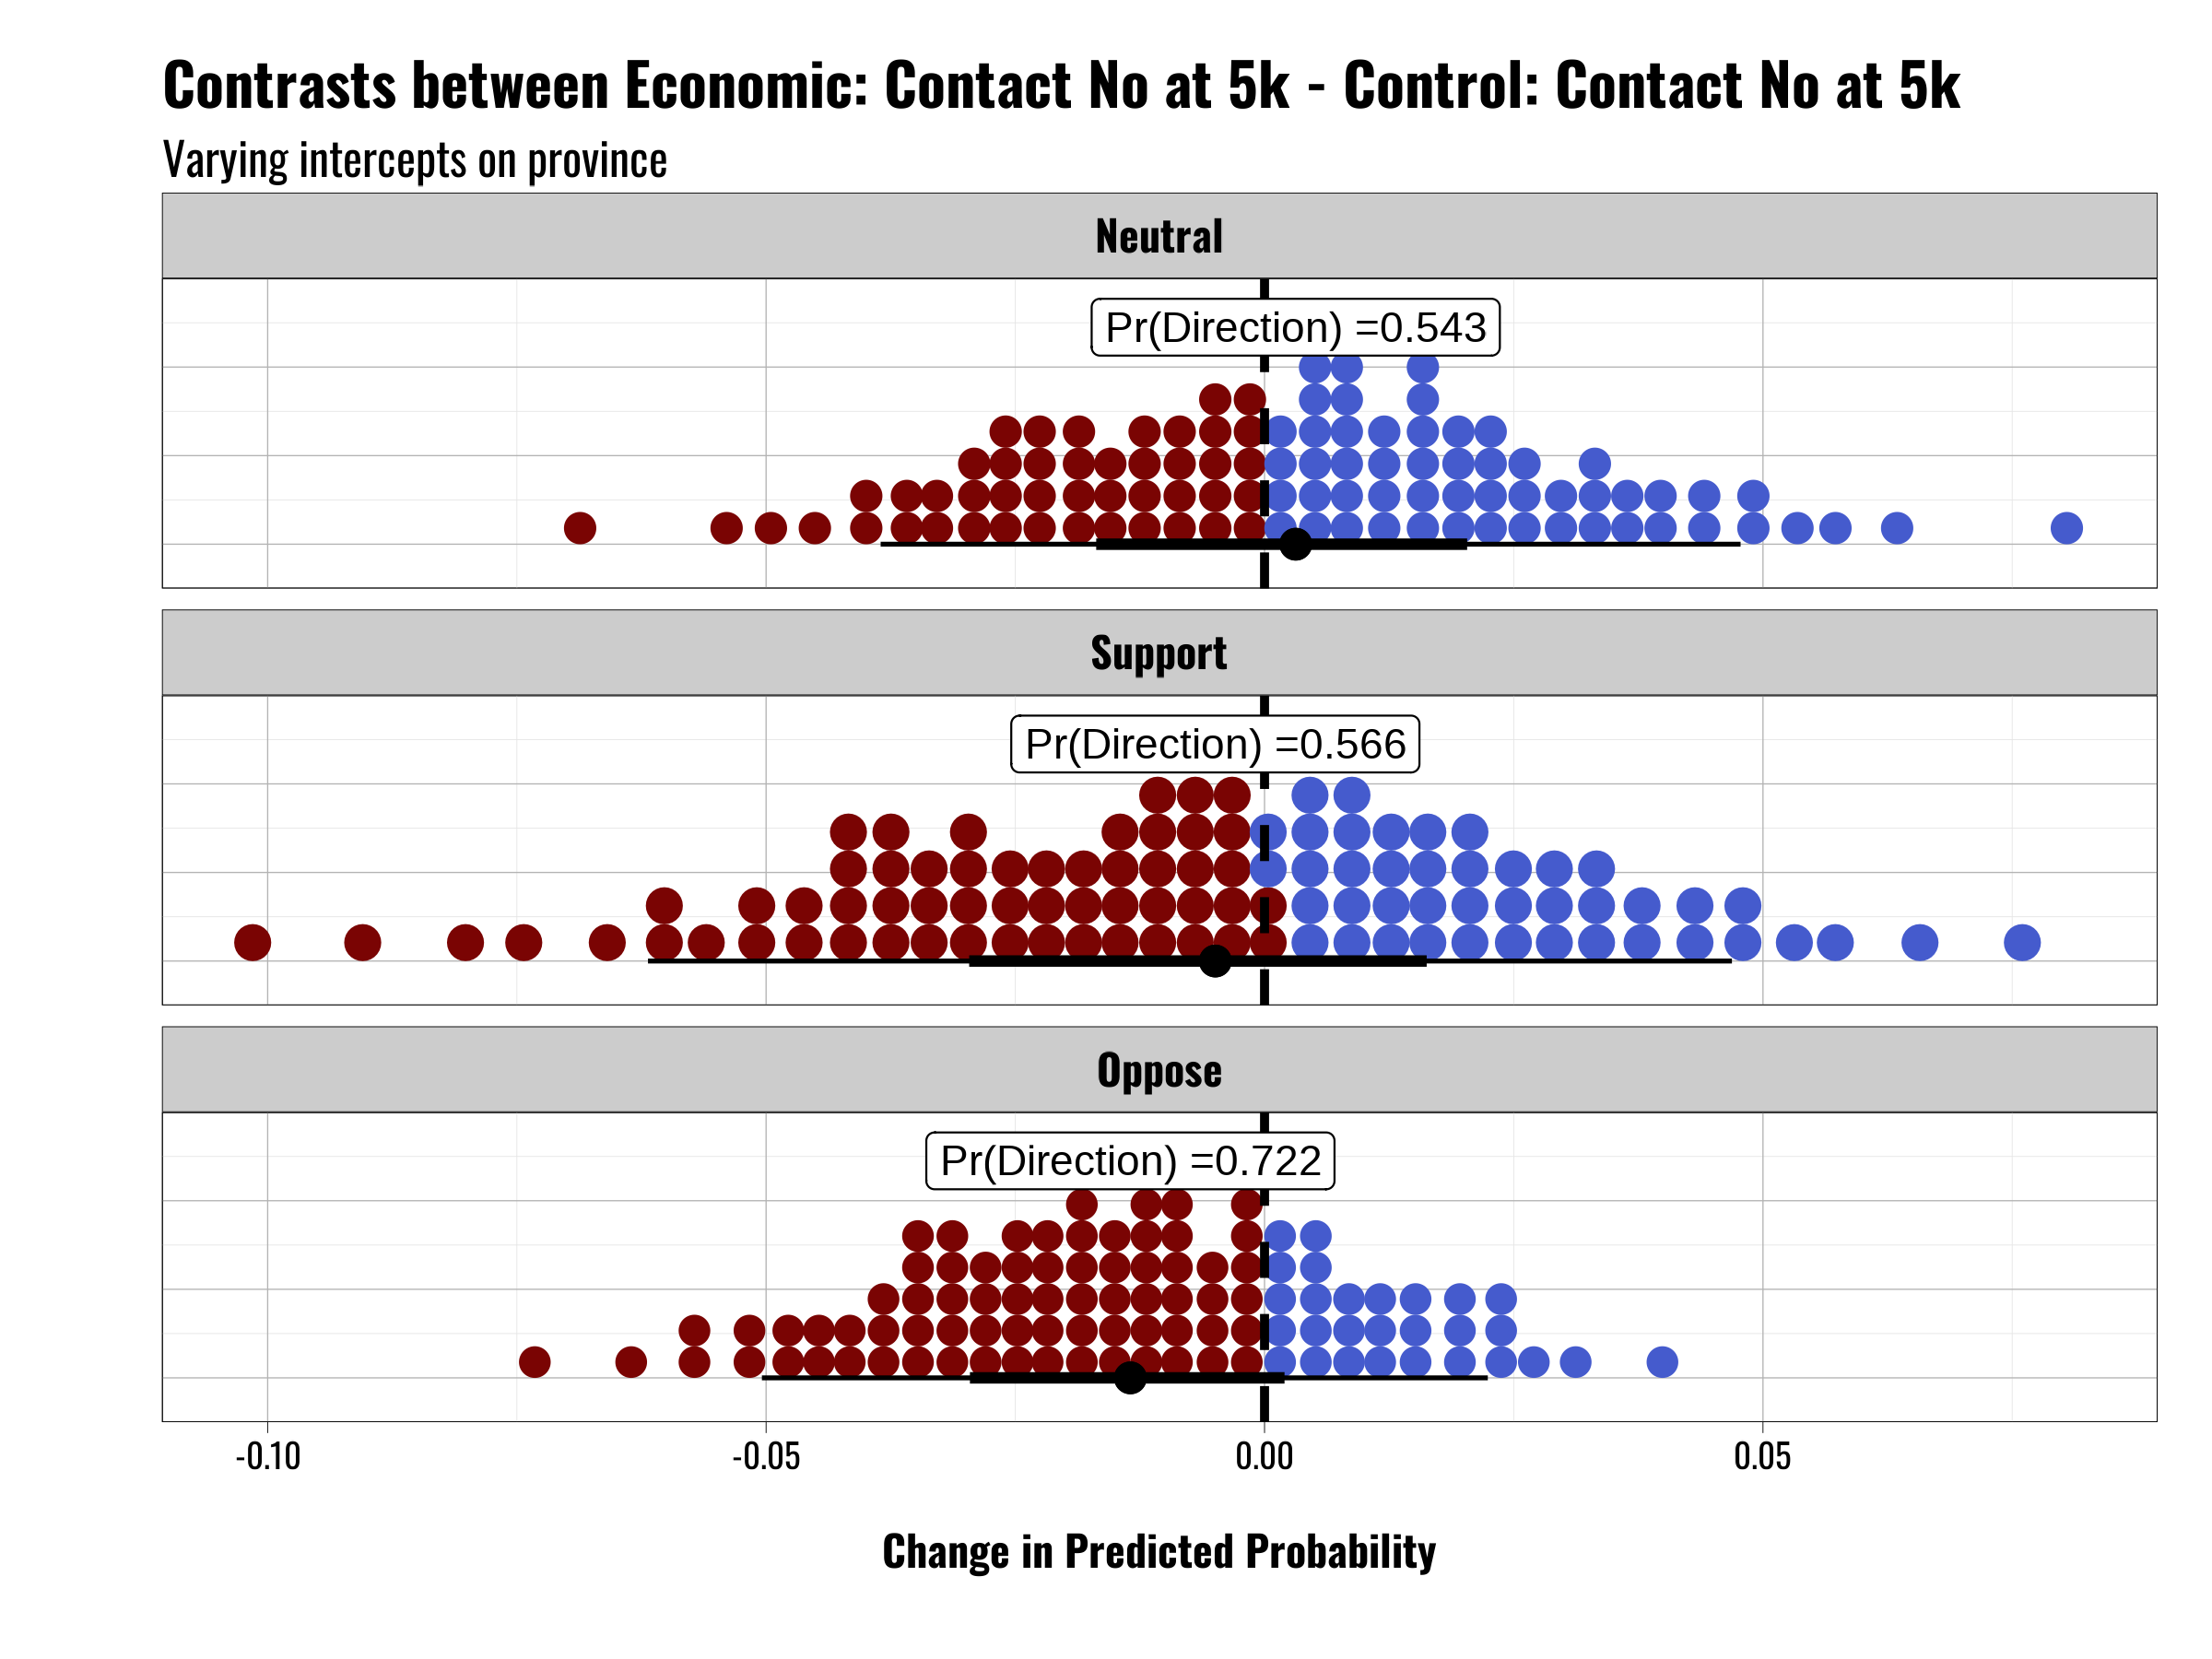 Contrasts between Economic: Contact No at 5k - Control: Contact No at 5k
Varying intercepts on province
Neutral
Pr(Direction) =0.543
Support
Pr(Direction) =0.566
Oppose
Pr(Direction) =0.722
-0.10 -0.05 0.00 0.05
Change in Predicted Probability